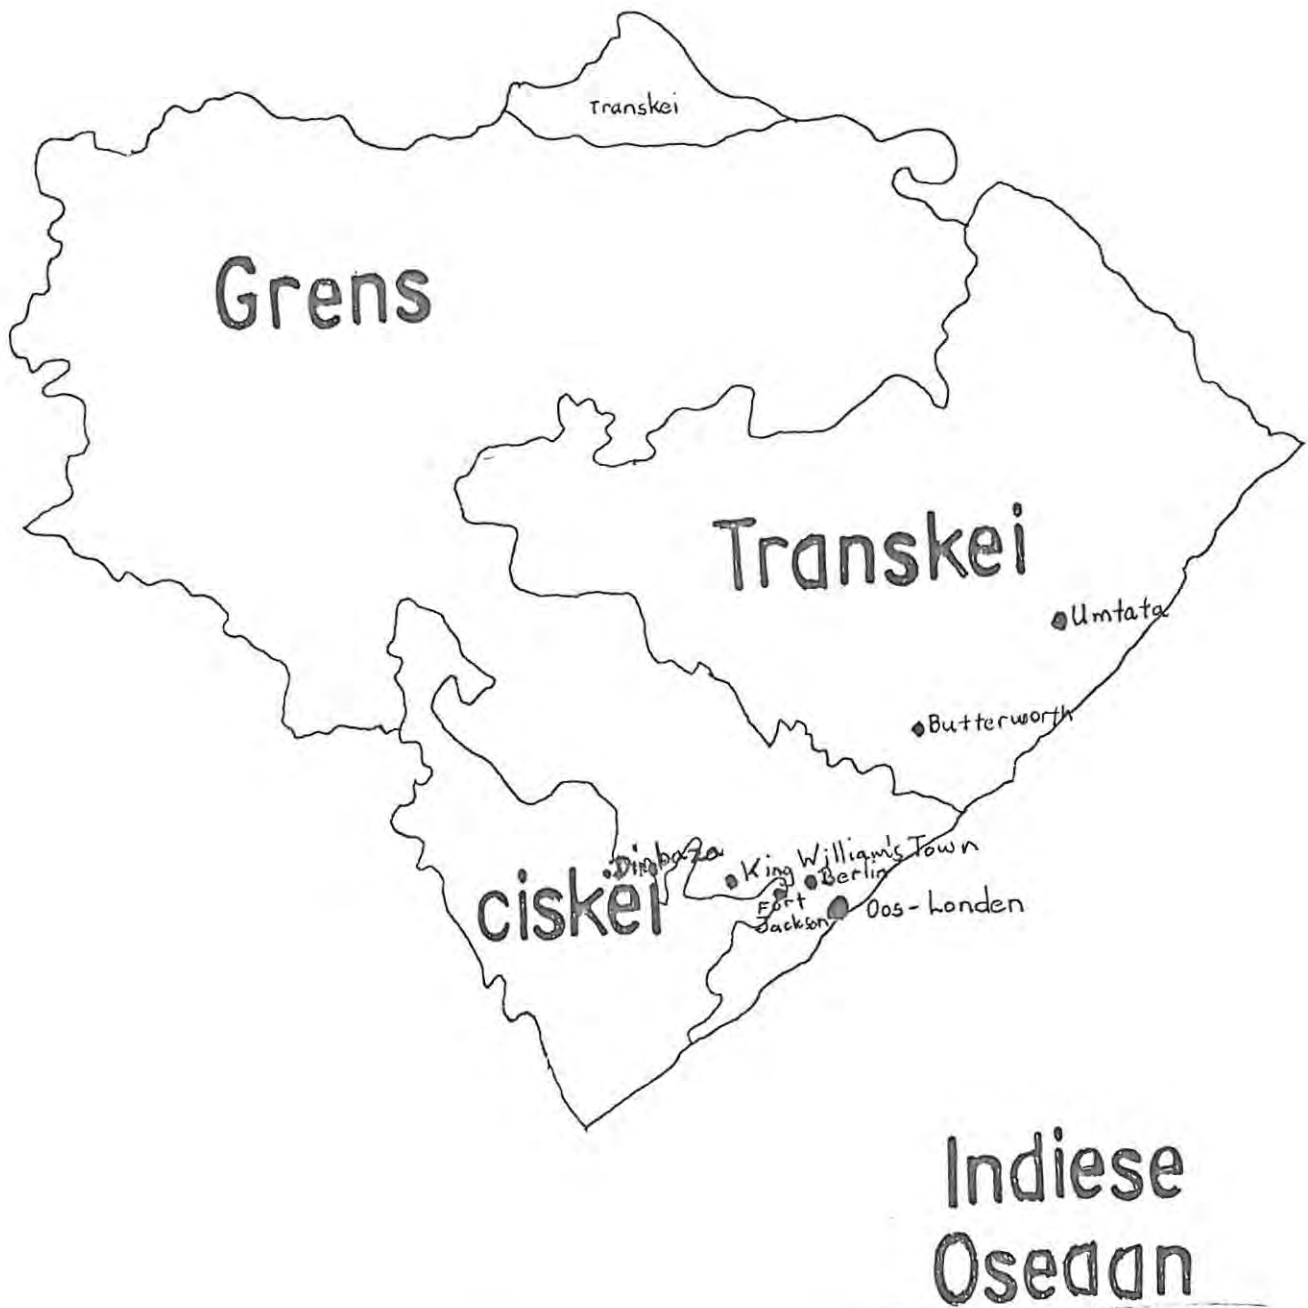 Transkei
Grens
Transkei
Umtata
Butterworth
King William's Town
Dimbaza
Berlin
ciskei
Fort
Jackson
Oos-Londen
Indiese
Oseaan